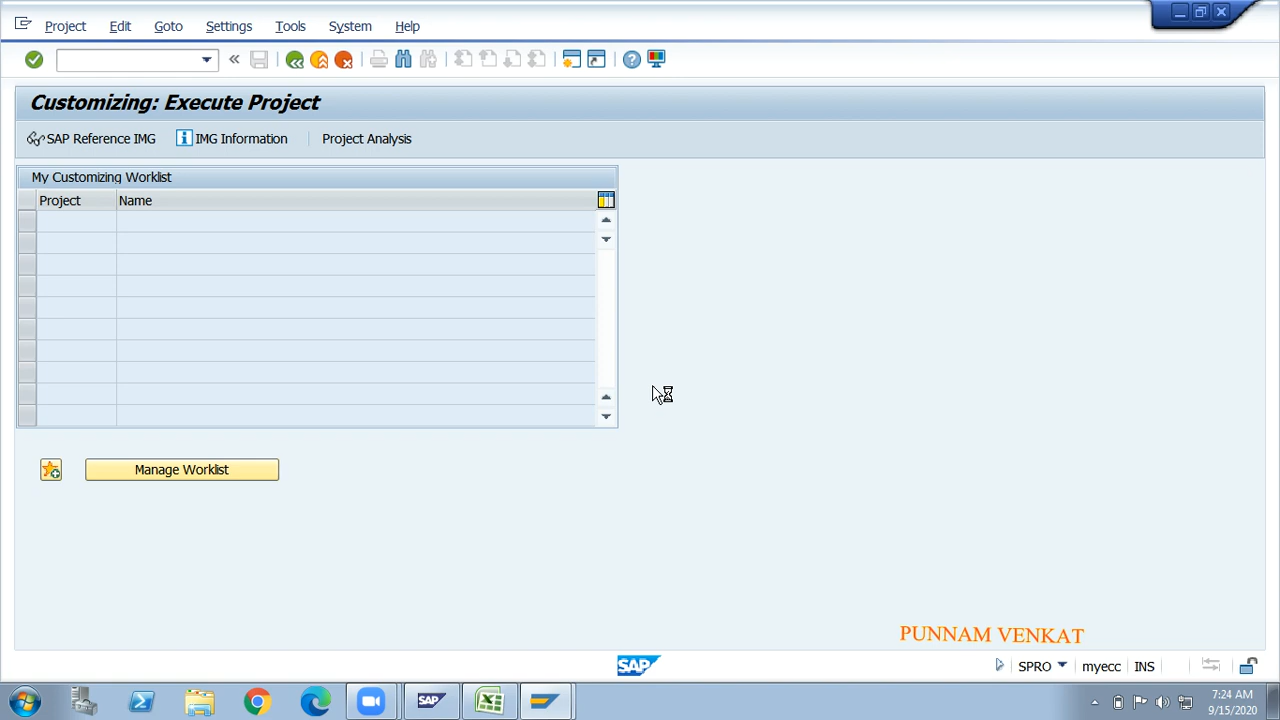 Project Edit Goto Settings Tools System Help
Customizing: Execute Project
SAP Reference IMG IMG Information Project Analysis
My Customizing Worklist
Project Name
Manage Worklist
PUNNAM VENKAT
SAP SPRO myecc INS
SAP 7:24 AM
9/15/2020